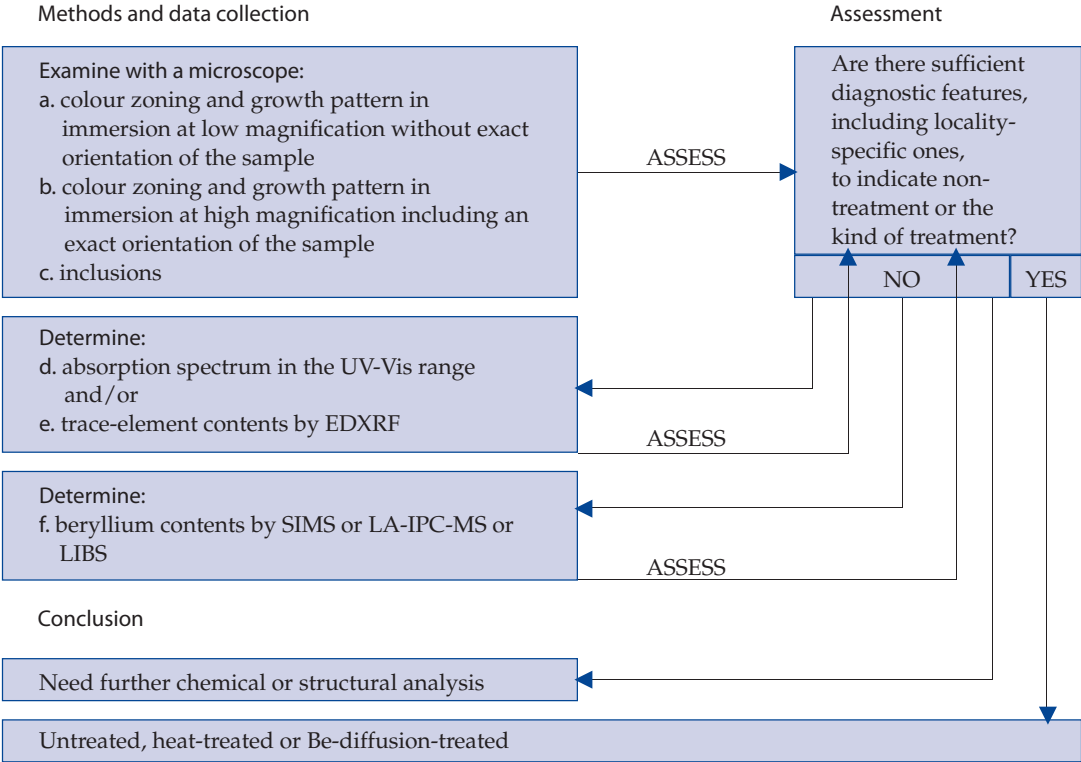 Methods and data collection
Assessment
Examine with a microscope:
a. colour zoning and growth pattern in
immersion at low magnification without exact
orientation of the sample
b. colour zoning and growth pattern in
immersion at high magnification including an
exact orientation of the sample
c. inclusions
ASSESS
Are there sufficient
diagnostic features,
including locality-
specific ones,
to indicate non-
treatment or the
kind of treatment?
NO
YES
Determine:
d. absorption spectrum in the UV-Vis range
and/or
e. trace-element contents by EDXRF
ASSESS
Determine:
f. beryllium contents by SIMS or LA-IPC-MS or
LIBS
ASSESS
Conclusion
Need further chemical or structural analysis
Untreated, heat-treated or Be-diffusion-treated